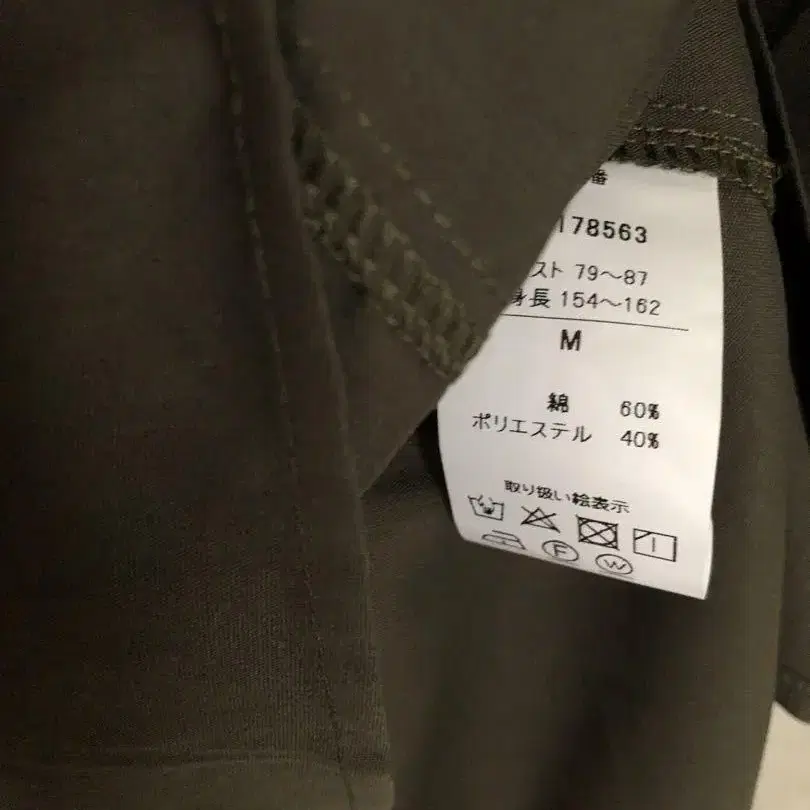 番
178563
スト 79～87
身長 154～162
M
綿 60%
ポリエステル 40%
取り扱い絵表示
F W